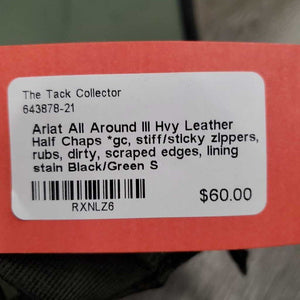 The Tack Collector
643878-21
Ariat All Around III Hvy Leather
Half Chaps *gc, stiff/sticky zippers,
rubs, dirty, scraped edges, lining
stain Black/Green S
RXNLZ6
$60.00